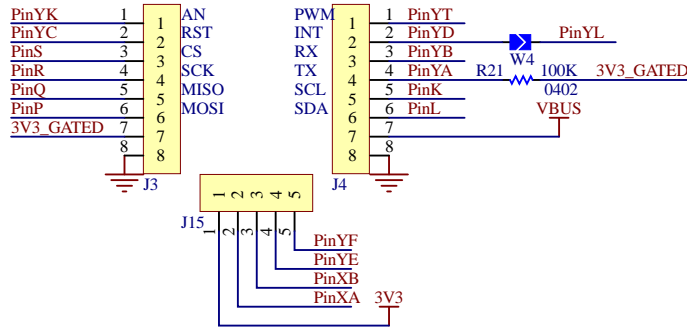 PinYK 1 1 AN PWM 1 1 PinYT
PinYC 2 2 RST INT 2 2 PinYD W4 PinYL
PinS 3 3 CS RX 3 3 PinYB
PinR 4 4 SCK TX 4 4 PinYA R21 100K 0402 3V3_GATED
PinQ 5 5 MISO SCL 5 5 PinK
PinP 6 6 MOSI SDA 6 6 PinL
3V3_GATED 7 7 7 7 VBUS
8 8 8 8
J3 J4
1 2 3 4 5
J15
1 2 3 4 5
PinYF
PinYE
PinXB
PinXA 3V3